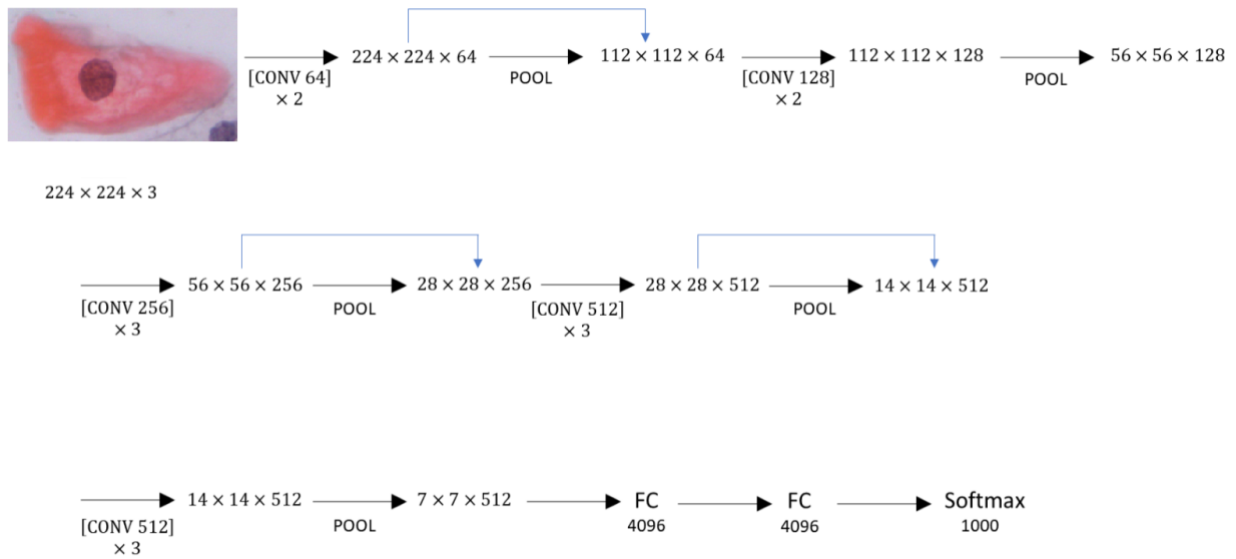 224 × 224 × 64
112 × 112 × 64
112 × 112 × 128
56 × 56 × 128
[CONV 64]
× 2
POOL
[CONV 128]
× 2
POOL
224 × 224 × 3
56 × 56 × 256
28 × 28 × 256
28 × 28 × 512
14 × 14 × 512
[CONV 256]
× 3
POOL
[CONV 512]
× 3
POOL
14 × 14 × 512
7 × 7 × 512
FC
4096
FC
4096
Softmax
1000
[CONV 512]
× 3
POOL